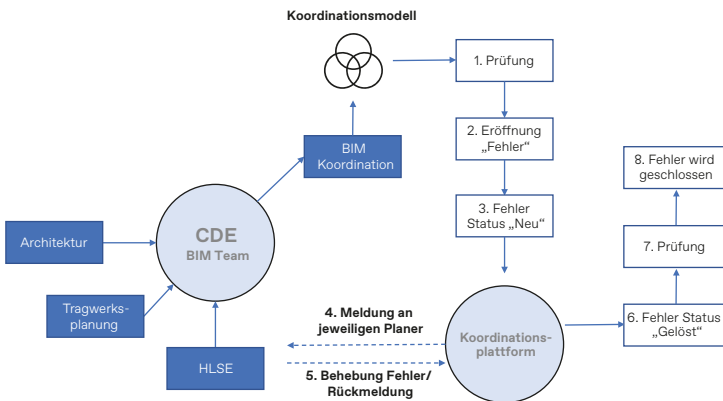 Koordinationsmodell
1. Prüfung
2. Eröffnung
„Fehler“
3. Fehler
Status „Neu“
BIM
Koordination
CDE
BIM Team
Architektur
Tragwerks-
planung
HLSE
4. Meldung an
jeweiligen Planer
5. Behebung Fehler/
Rückmeldung
Koordinations-
plattform
6. Fehler Status
„Gelöst“
7. Prüfung
8. Fehler wird
geschlossen